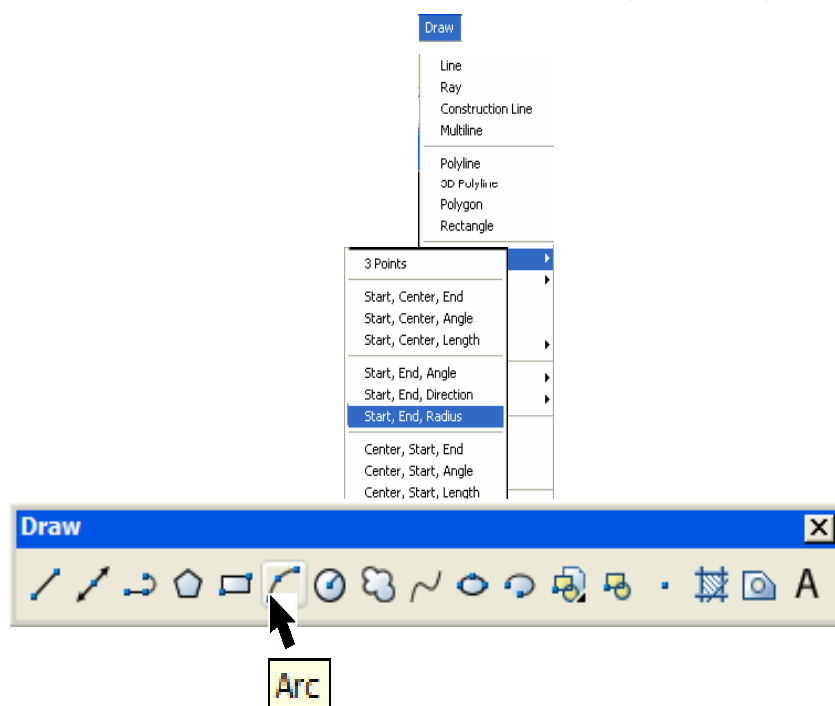 Draw
Line
Ray
Construction Line
Multiline
Polyline
3D Polyline
Polygon
Rectangle
3 Points
Start, Center, End
Start, Center, Angle
Start, Center, Length
Start, End, Angle
Start, End, Direction
Start, End, Radius
Center, Start, End
Center, Start, Angle
Center, Start, Length
Draw
A
Arc